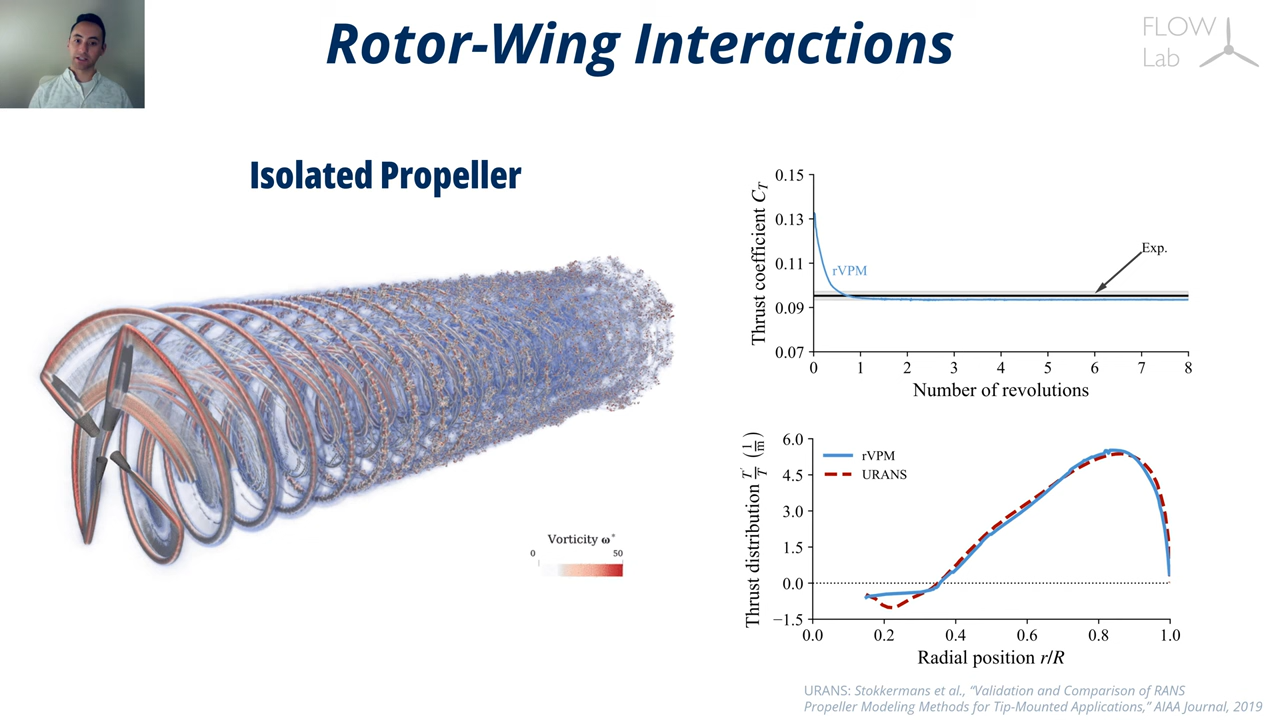 Rotor-Wing Interactions
FLOW
Lab
Isolated Propeller
Vorticity ω*
0 50
Thrust coefficient C_T
0.15
0.13
0.11
0.09
0.07
rVPM
Exp.
0 1 2 3 4 5 6 7 8
Number of revolutions
Thrust distribution T'/T (1/m)
6.0
4.5
3.0
1.5
0.0
−1.5
rVPM
URANS
0.0 0.2 0.4 0.6 0.8 1.0
Radial position r/R
URANS: Stokkermans et al., “Validation and Comparison of RANS
Propeller Modeling Methods for Tip-Mounted Applications,” AIAA Journal, 2019